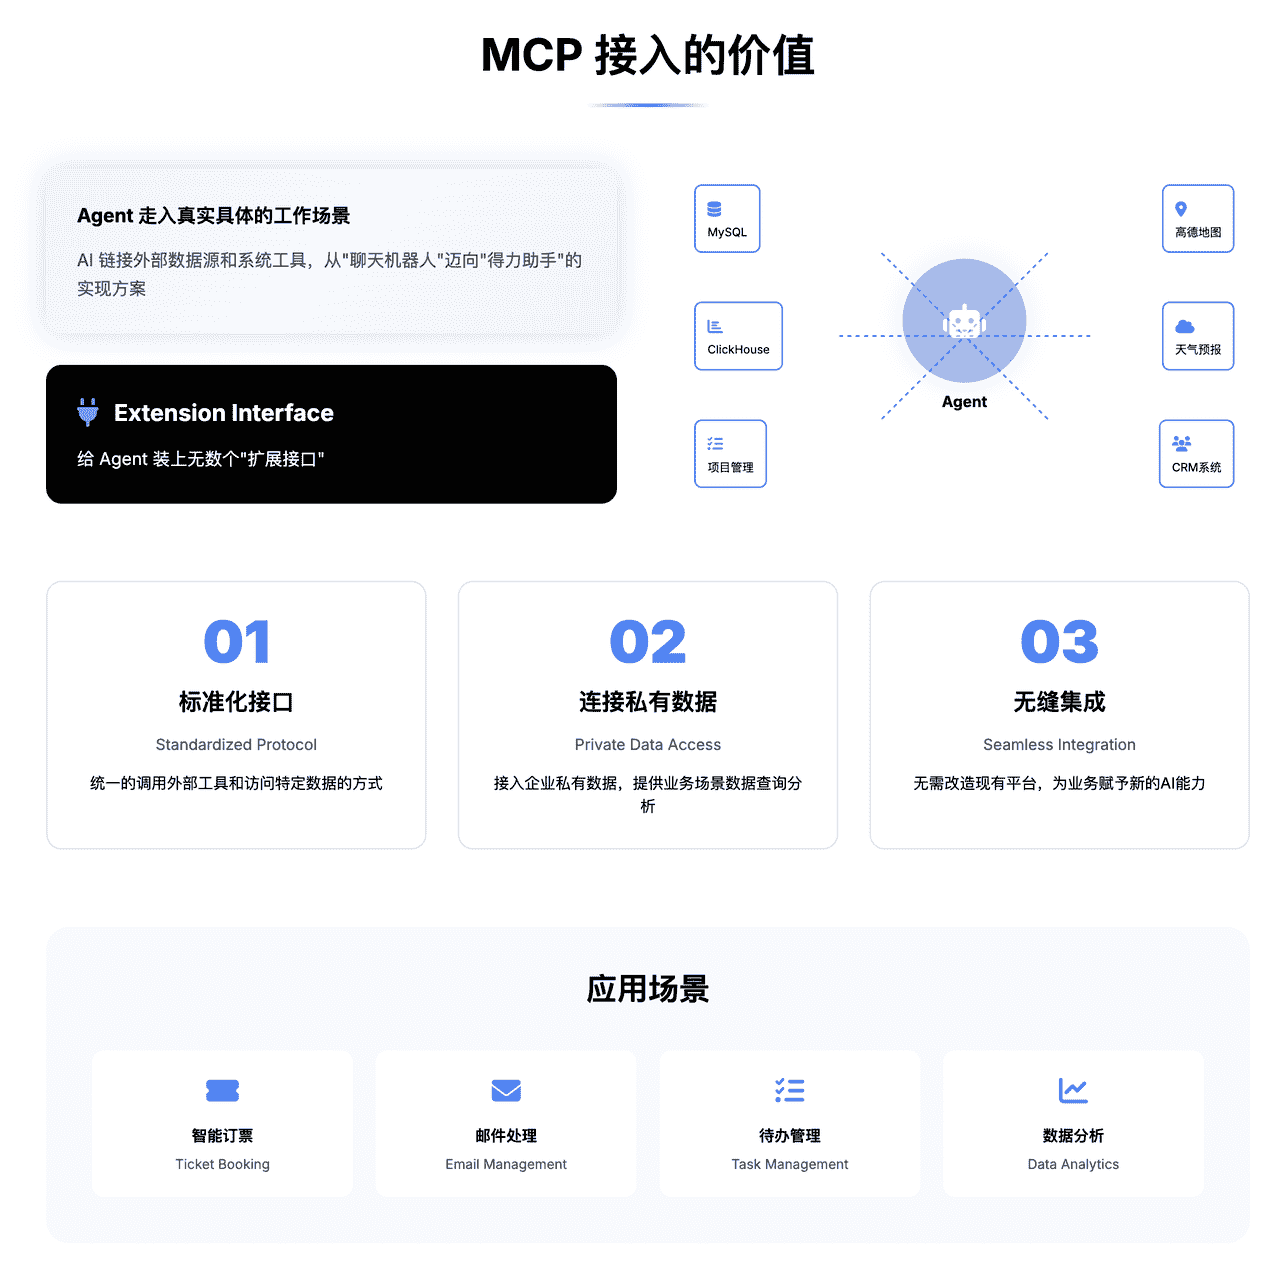 MCP 接入的价值
Agent 走入真实具体的工作场景
AI 链接外部数据源和系统工具，从"聊天机器人"迈向"得力助手"的
实现方案
Extension Interface
给 Agent 装上无数个"扩展接口"
MySQL
ClickHouse
项目管理
Agent
高德地图
天气预报
CRM系统
01
标准化接口
Standardized Protocol
统一的调用外部工具和访问特定数据的方式
02
连接私有数据
Private Data Access
接入企业私有数据，提供业务场景数据查询分
析
03
无缝集成
Seamless Integration
无需改造现有平台，为业务赋予新的AI能力
应用场景
智能订票
Ticket Booking
邮件处理
Email Management
待办管理
Task Management
数据分析
Data Analytics